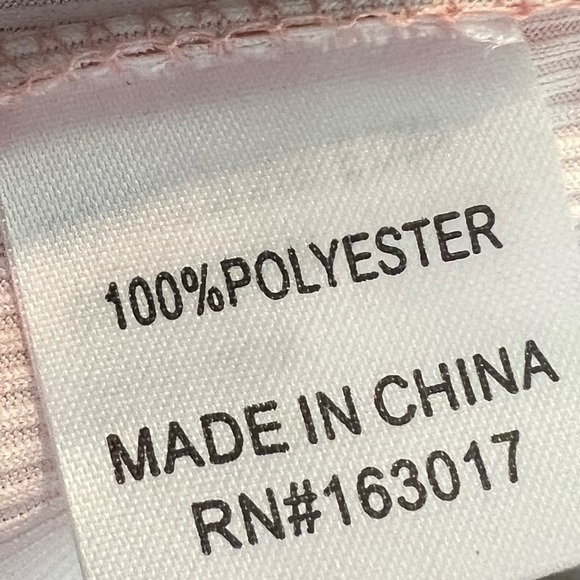 100%POLYESTER
MADE IN CHINA
RN#163017